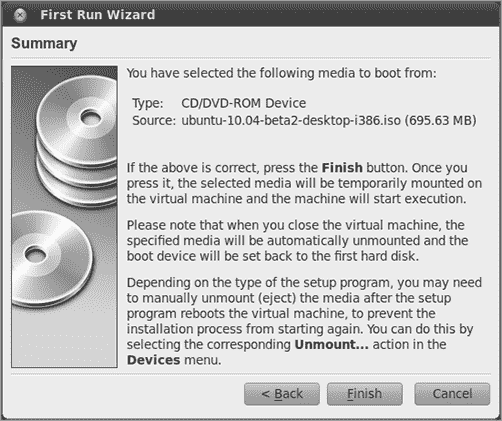 First Run Wizard
Summary
You have selected the following media to boot from:
Type: CD/DVD-ROM Device
Source: ubuntu-10.04-beta2-desktop-i386.iso (695.63 MB)
If the above is correct, press the Finish button. Once you
press it, the selected media will be temporarily mounted on
the virtual machine and the machine will start execution.
Please note that when you close the virtual machine, the
specified media will be automatically unmounted and the
boot device will be set back to the first hard disk.
Depending on the type of the setup program, you may need
to manually unmount (eject) the media after the setup
program reboots the virtual machine, to prevent the
installation process from starting again. You can do this by
selecting the corresponding Unmount... action in the
Devices menu.
< Back Finish Cancel